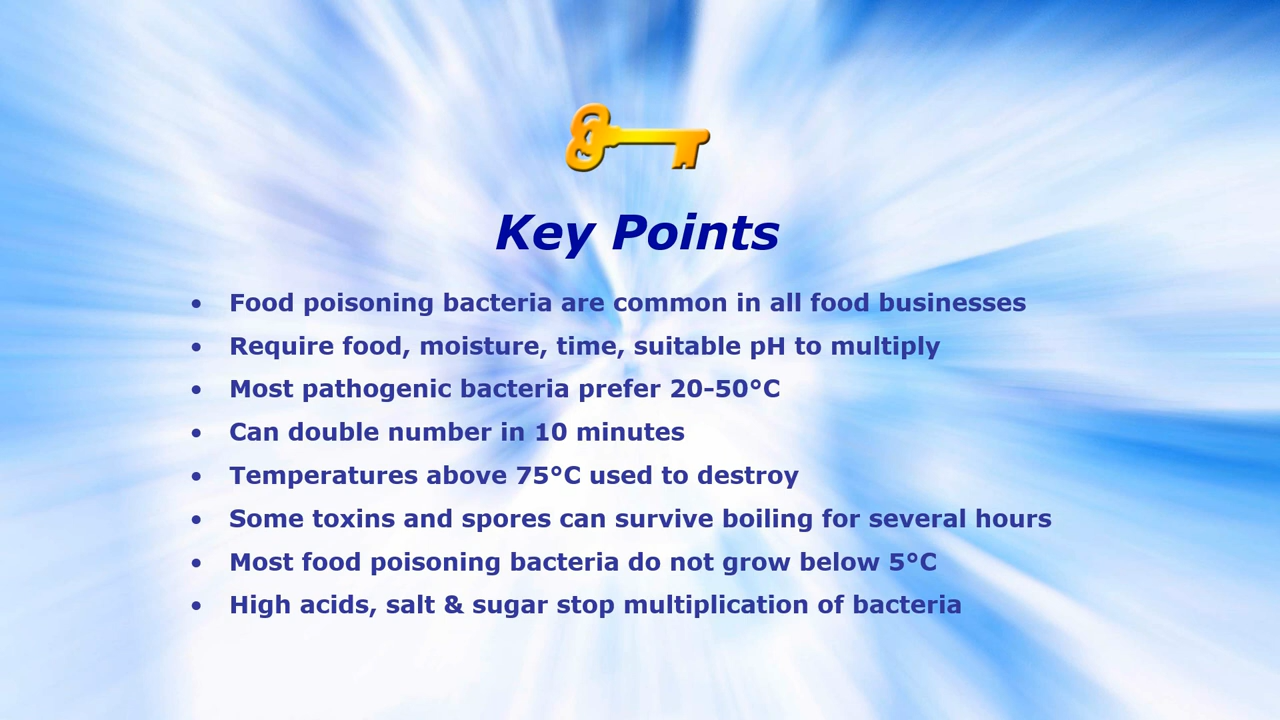 Key Points
• Food poisoning bacteria are common in all food businesses
• Require food, moisture, time, suitable pH to multiply
• Most pathogenic bacteria prefer 20-50°C
• Can double number in 10 minutes
• Temperatures above 75°C used to destroy
• Some toxins and spores can survive boiling for several hours
• Most food poisoning bacteria do not grow below 5°C
• High acids, salt & sugar stop multiplication of bacteria